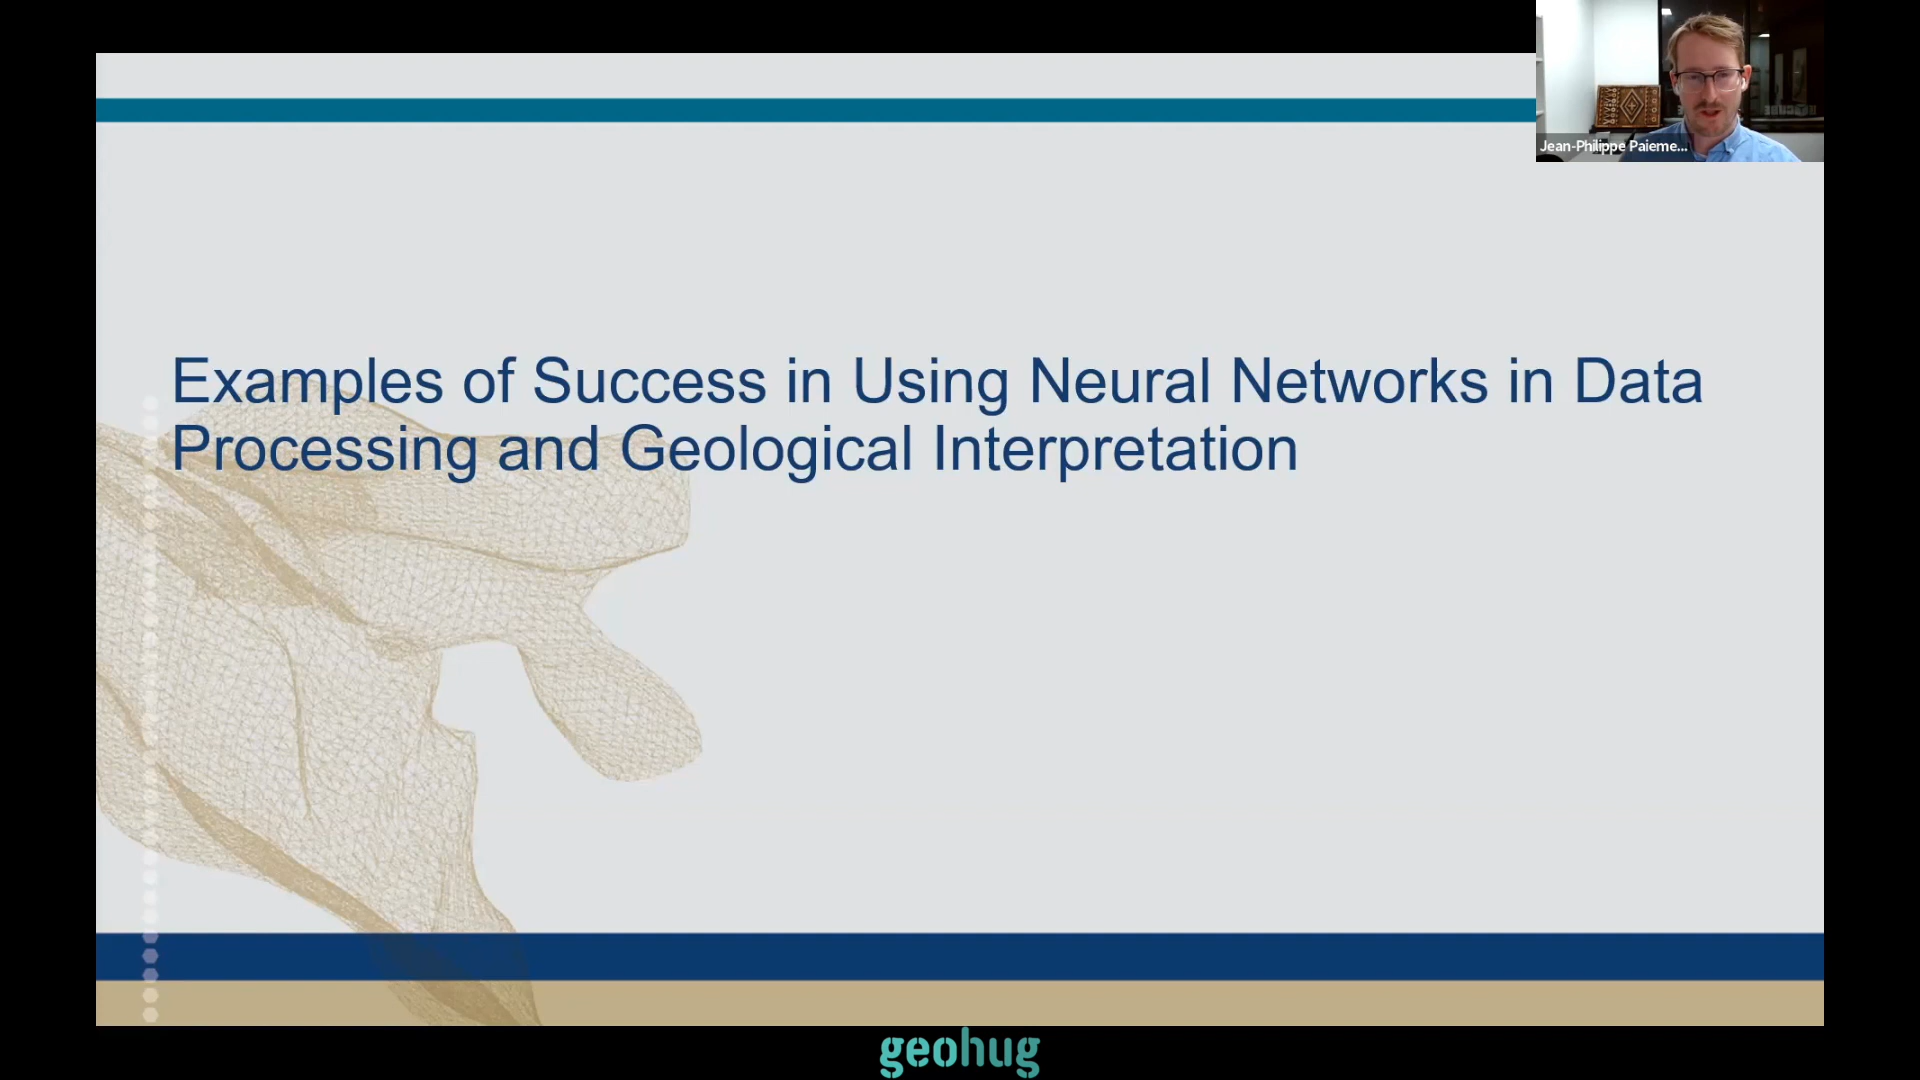 Jean-Philippe Paieme...
Examples of Success in Using Neural Networks in Data
Processing and Geological Interpretation
geohug